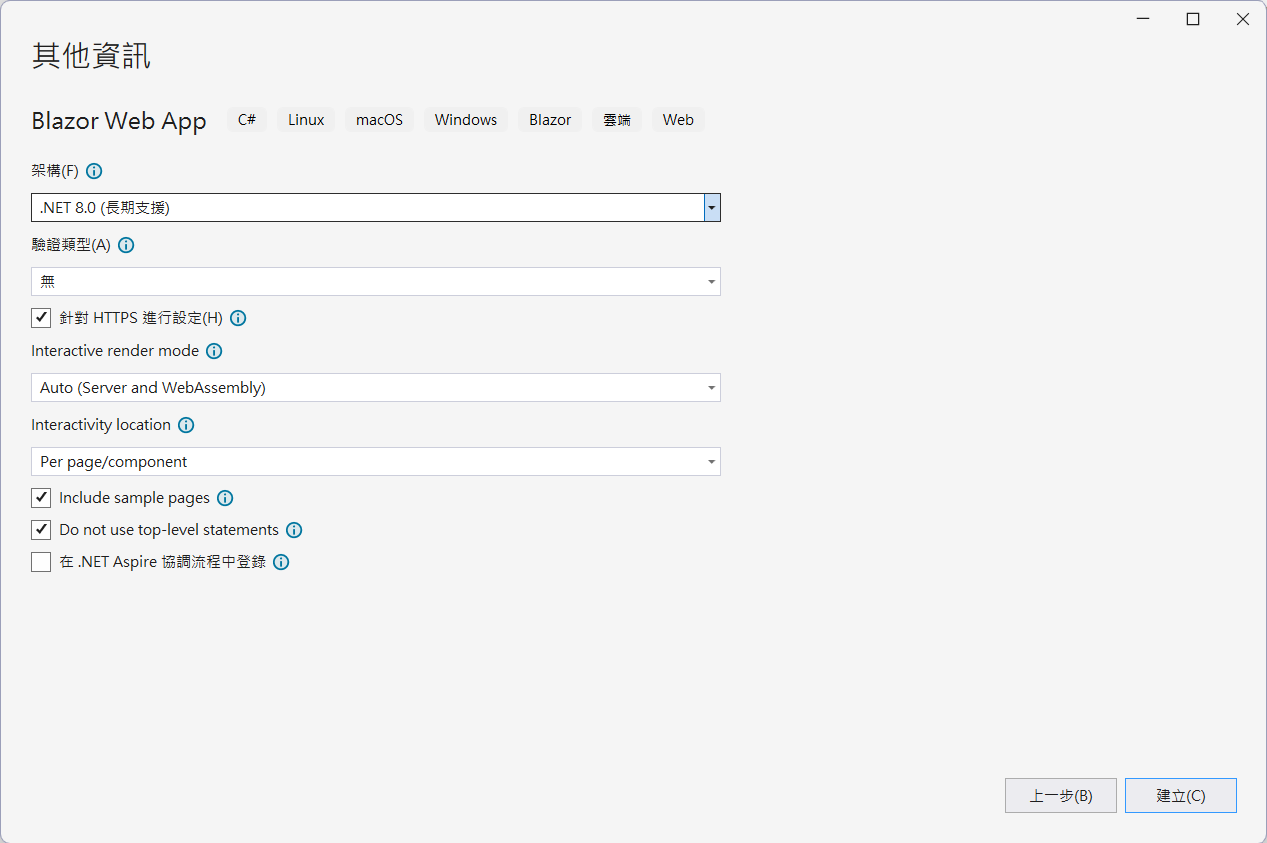 其他資訊
Blazor Web App C# Linux macOS Windows Blazor 雲端 Web
架構(F)
.NET 8.0 (長期支援)
驗證類型(A)
無
針對 HTTPS 進行設定(H)
Interactive render mode
Auto (Server and WebAssembly)
Interactivity location
Per page/component
Include sample pages
Do not use top-level statements
在 .NET Aspire 協調流程中登錄
上一步(B) 建立(C)